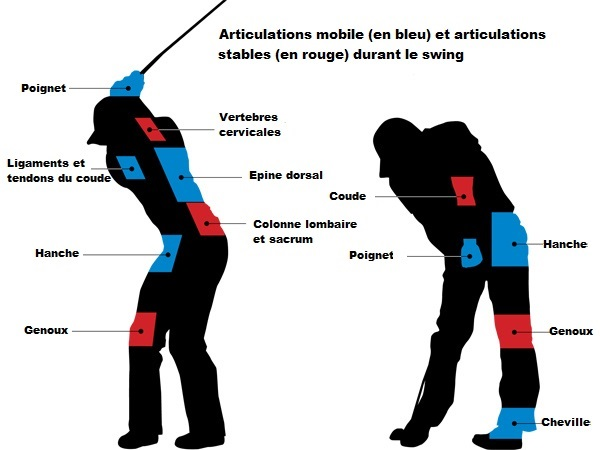 Articulations mobile (en bleu) et articulations
stables (en rouge) durant le swing
Poignet
Vertebres
cervicales
Ligaments et
tendons du coude
Epine dorsal
Colonne lombaire
et sacrum
Hanche
Genoux
Coude
Poignet
Hanche
Genoux
Cheville